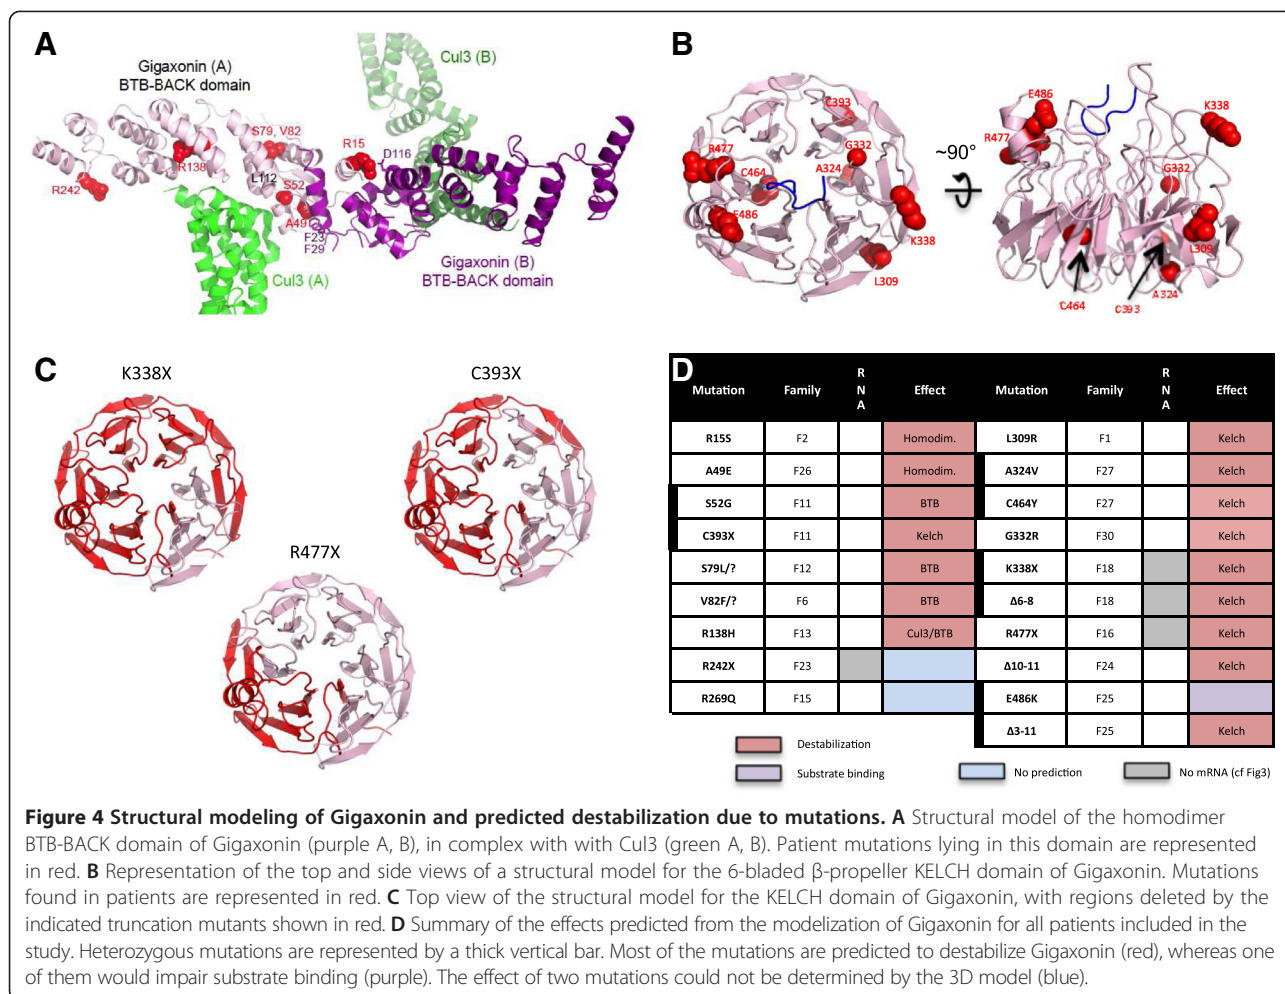 A
Gigaxonin (A)
BTB-BACK domain
Cul3 (B)
S79, V82
R15
D116
R138
L112
R242
S52
A49
F23
F29
Gigaxonin (B)
BTB-BACK domain
Cul3 (A)
B
C393
R477
G332
C464
A324
E486
K338
L309
~90°
E486
K338
R477
G332
L309
A324
C464
C393
C
K338X
C393X
R477X
D
Mutation Family RNA Effect Mutation Family RNA Effect
R15S F2 Homodim. L309R F1 Kelch
A49E F26 Homodim. A324V F27 Kelch
S52G F11 BTB C464Y F27 Kelch
C393X F11 Kelch G332R F30 Kelch
S79L/? F12 BTB K338X F18 Kelch
V82F/? F6 BTB Δ6-8 F18 Kelch
R138H F13 Cul3/BTB R477X F16 Kelch
R242X F23 Δ10-11 F24 Kelch
R269Q F15 E486K F25
Δ3-11 F25 Kelch
Destabilization
Substrate binding No prediction No mRNA (cf Fig3)
Figure 4 Structural modeling of Gigaxonin and predicted destabilization due to mutations. A Structural model of the homodimer
BTB-BACK domain of Gigaxonin (purple A, B), in complex with with Cul3 (green A, B). Patient mutations lying in this domain are represented
in red. B Representation of the top and side views of a structural model for the 6-bladed β-propeller KELCH domain of Gigaxonin. Mutations
found in patients are represented in red. C Top view of the structural model for the KELCH domain of Gigaxonin, with regions deleted by the
indicated truncation mutants shown in red. D Summary of the effects predicted from the modelization of Gigaxonin for all patients included in the
study. Heterozygous mutations are represented by a thick vertical bar. Most of the mutations are predicted to destabilize Gigaxonin (red), whereas one
of them would impair substrate binding (purple). The effect of two mutations could not be determined by the 3D model (blue).